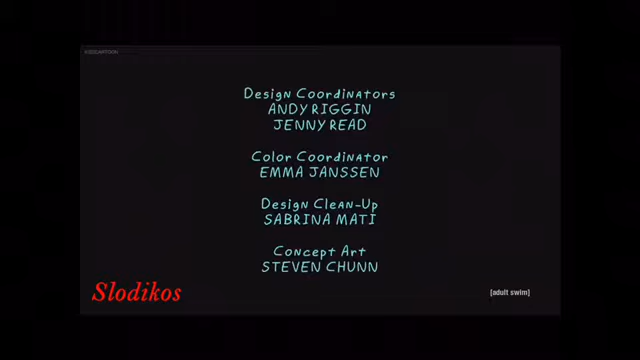 Design Coordinators
ANDY RIGGIN
JENNY READ
Color Coordinator
EMMA JANSSEN
Design Clean-Up
SABRINA MATI
Concept Art
STEVEN CHUNN
Slodikos
[adult swim]